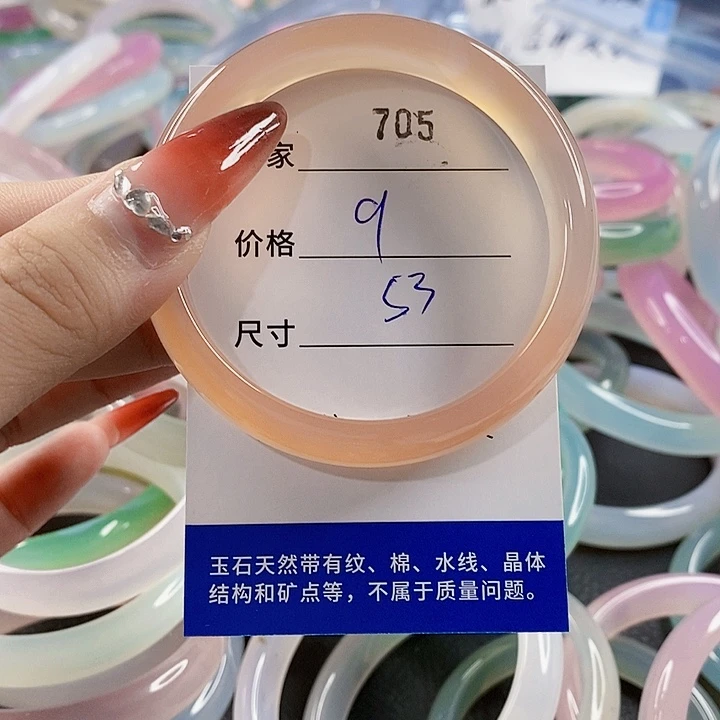 家 705
价格 9
尺寸 53
玉石天然带有纹、棉、水线、晶体
结构和矿点等，不属于质量问题。